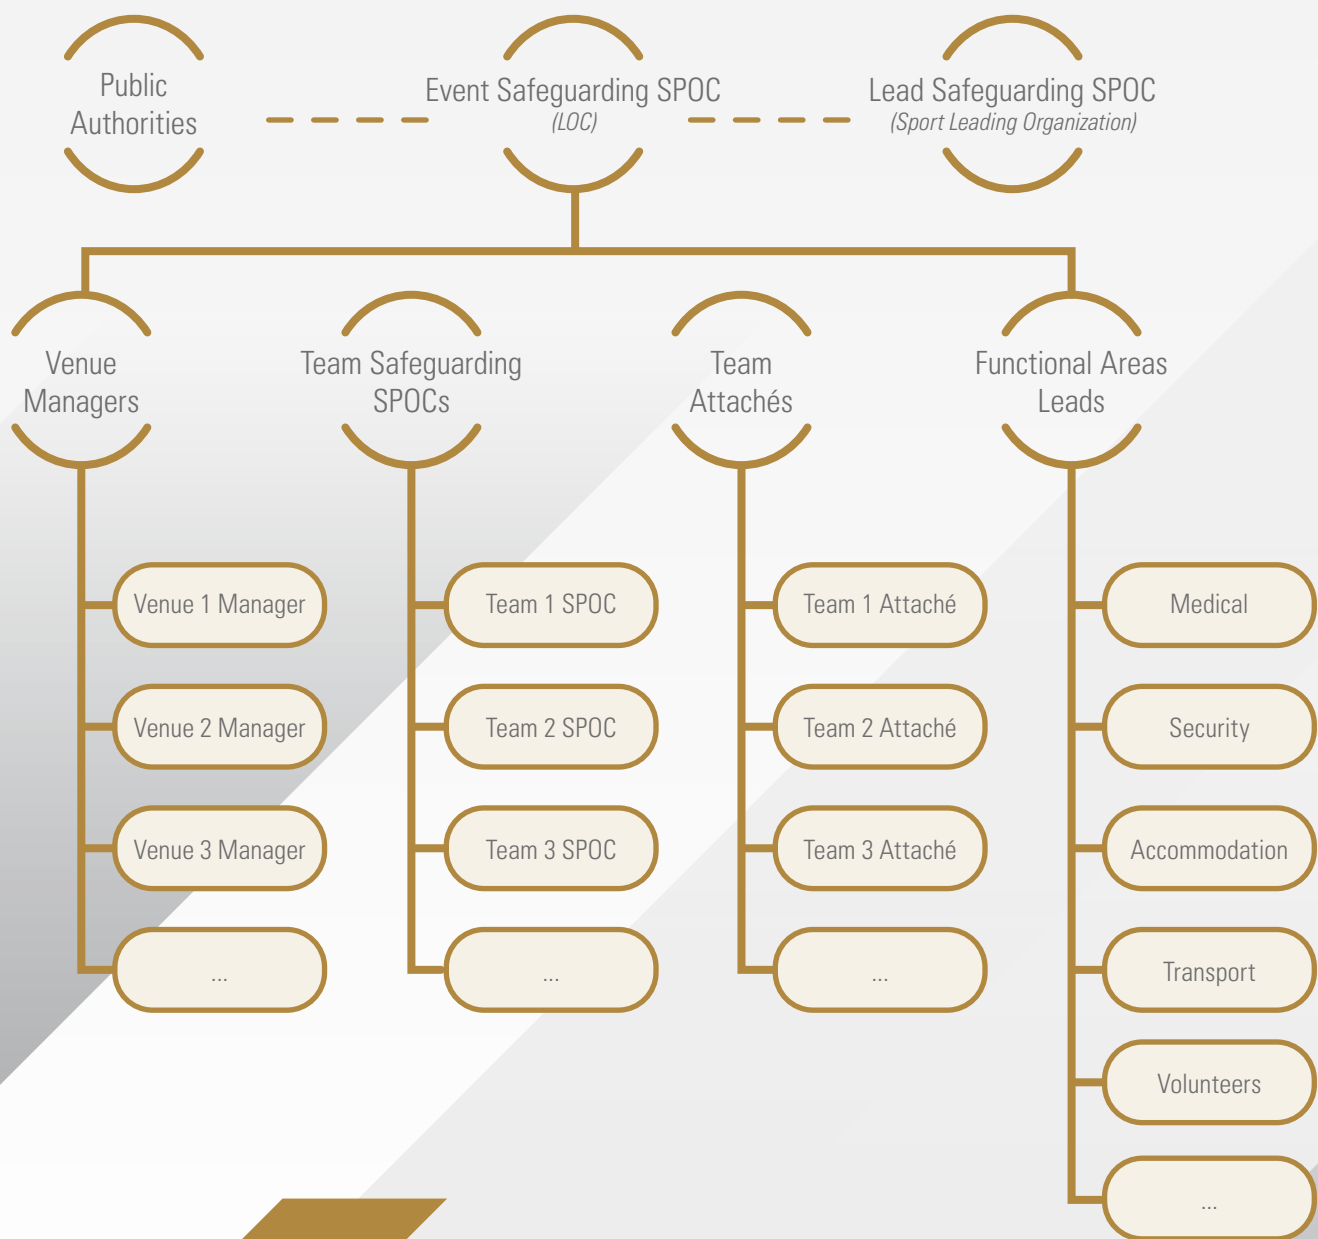 Public
Authorities
Event Safeguarding SPOC
(LOC)
Lead Safeguarding SPOC
(Sport Leading Organization)
Venue
Managers
Team Safeguarding
SPOCs
Team
Attachés
Functional Areas
Leads
Venue 1 Manager
Venue 2 Manager
Venue 3 Manager
...
Team 1 SPOC
Team 2 SPOC
Team 3 SPOC
...
Team 1 Attaché
Team 2 Attaché
Team 3 Attaché
...
Medical
Security
Accommodation
Transport
Volunteers
...